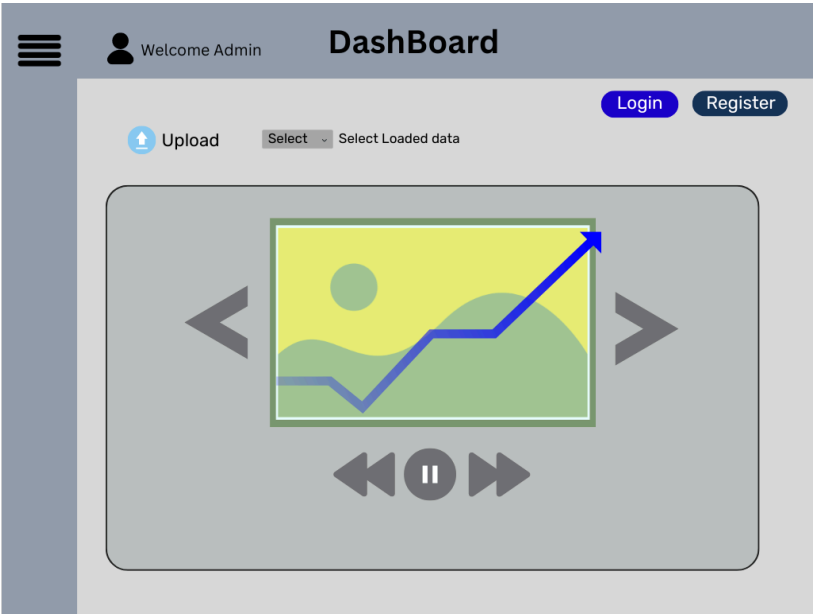 Welcome Admin
DashBoard
Login
Register
Upload
Select
Select Loaded data